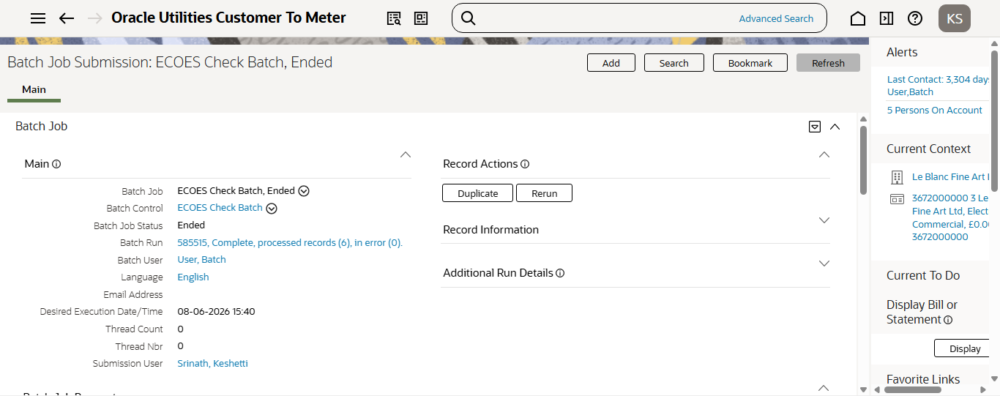 Oracle Utilities Customer To Meter
Advanced Search
KS
Batch Job Submission: ECOES Check Batch, Ended
Add
Search
Bookmark
Refresh
Main
Batch Job
Main
Batch Job ECOES Check Batch, Ended
Batch Control ECOES Check Batch
Batch Job Status Ended
Batch Run 585515, Complete, processed records (6), in error (0).
Batch User User, Batch
Language English
Email Address
Desired Execution Date/Time 08-06-2026 15:40
Thread Count 0
Thread Nbr 0
Submission User Srinath, Keshetti
Record Actions
Duplicate
Rerun
Record Information
Additional Run Details
Alerts
Last Contact: 3,304 day
User,Batch
5 Persons On Account
Current Context
Le Blanc Fine Art
3672000000 3 Le
Fine Art Ltd, Elect
Commercial, £0.0
3672000000
Current To Do
Display Bill or
Statement
Display
Favorite Links